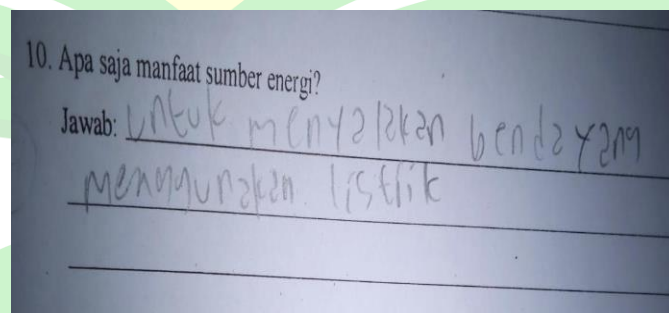 10. Apa saja manfaat sumber energi?
Jawab: Untuk menyalakan benda yang
menggunakan listrik